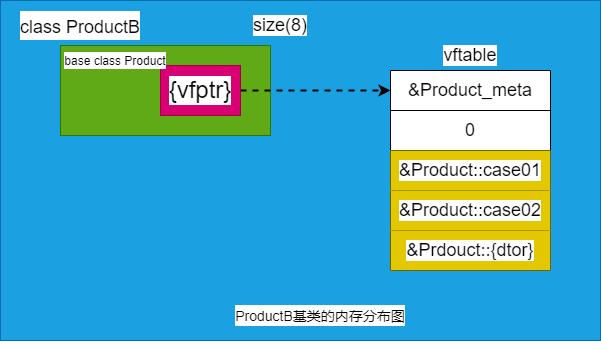 class ProductB
size(8)
base class Product
{vfptr}
vftable
&Product_meta
0
&Product::case01
&Product::case02
&Prdouct::{dtor}
ProductB基类的内存分布图